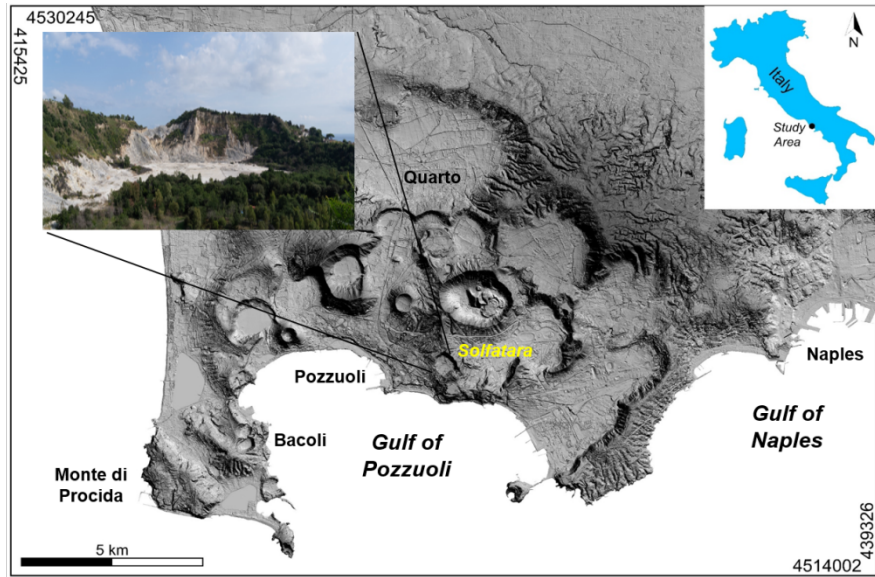 4530245
415425
N
Italy
Study
Area
Quarto
Solfatara
Pozzuoli
Naples
Bacoli
Gulf of
Pozzuoli
Gulf of
Naples
Monte di
Procida
5 km
439326
4514002